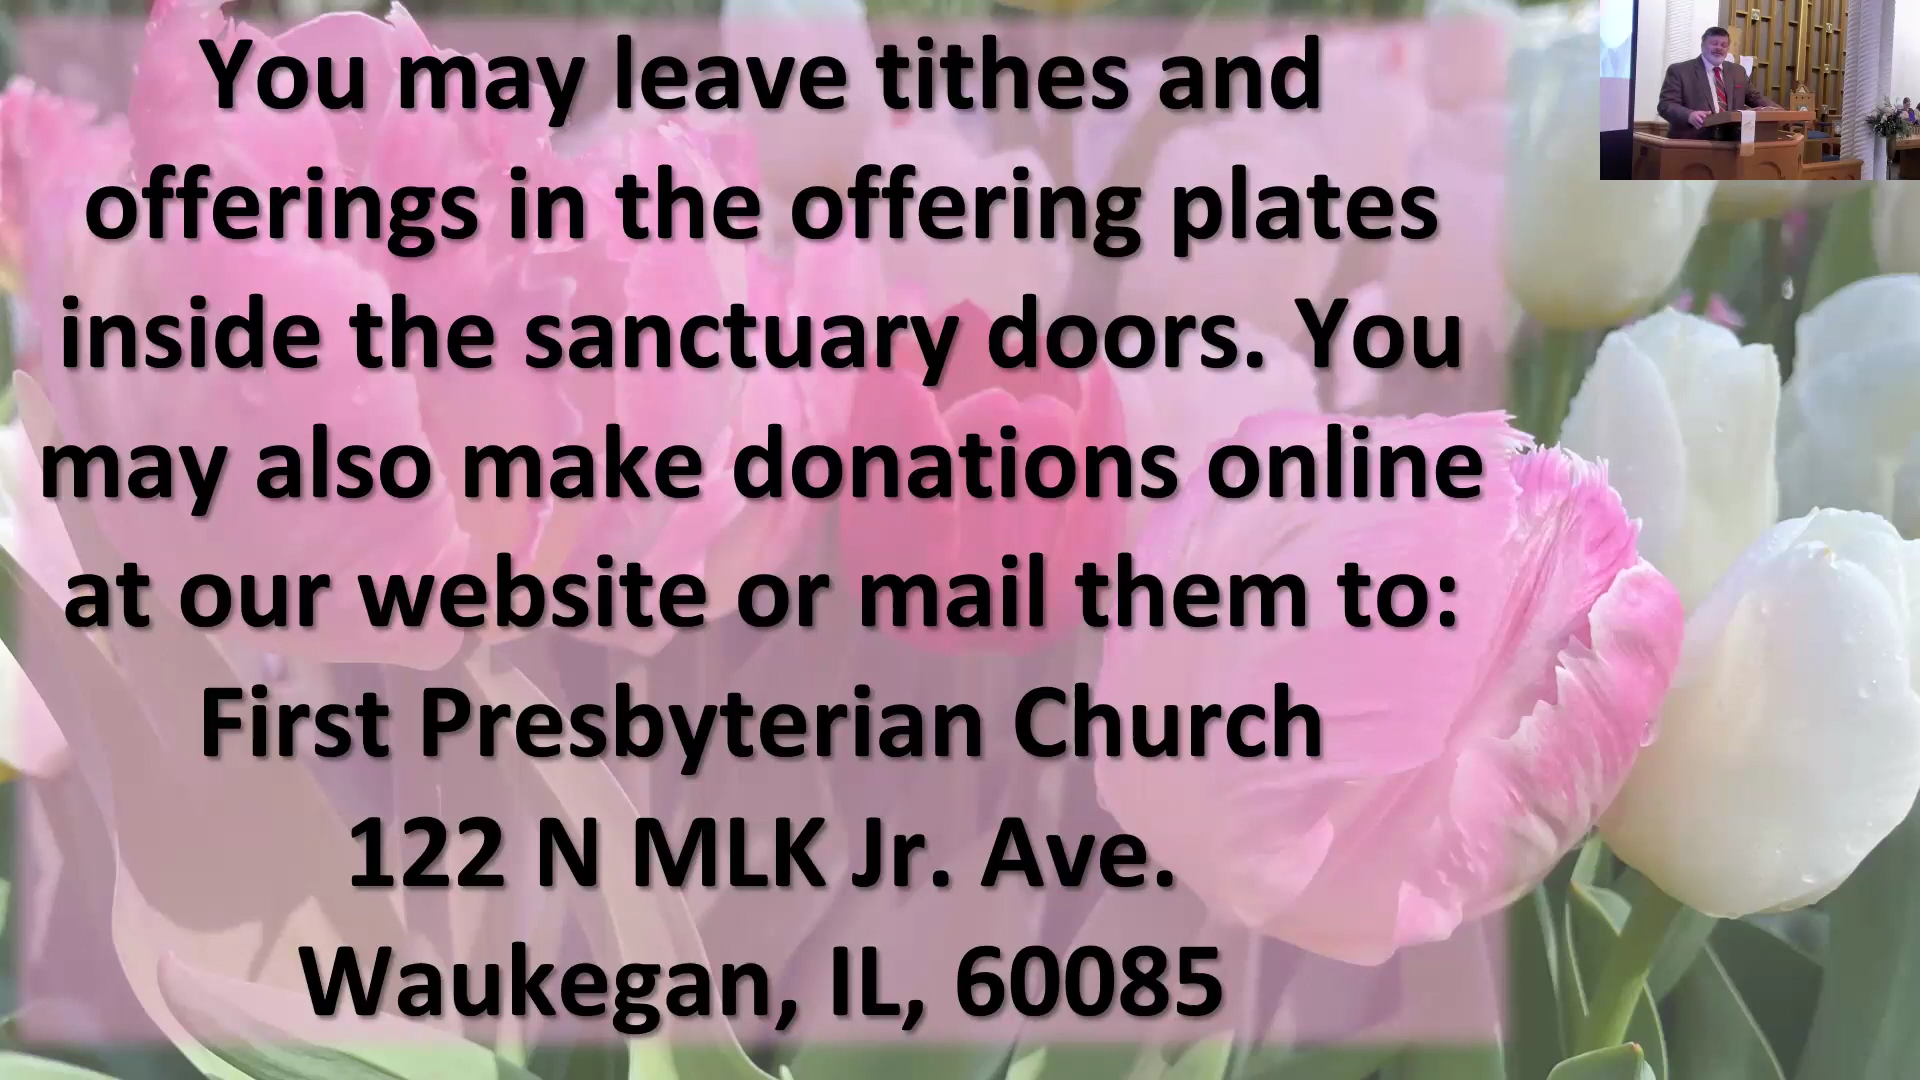 You may leave tithes and
offerings in the offering plates
inside the sanctuary doors. You
may also make donations online
at our website or mail them to:
First Presbyterian Church
122 N MLK Jr. Ave.
Waukegan, IL, 60085